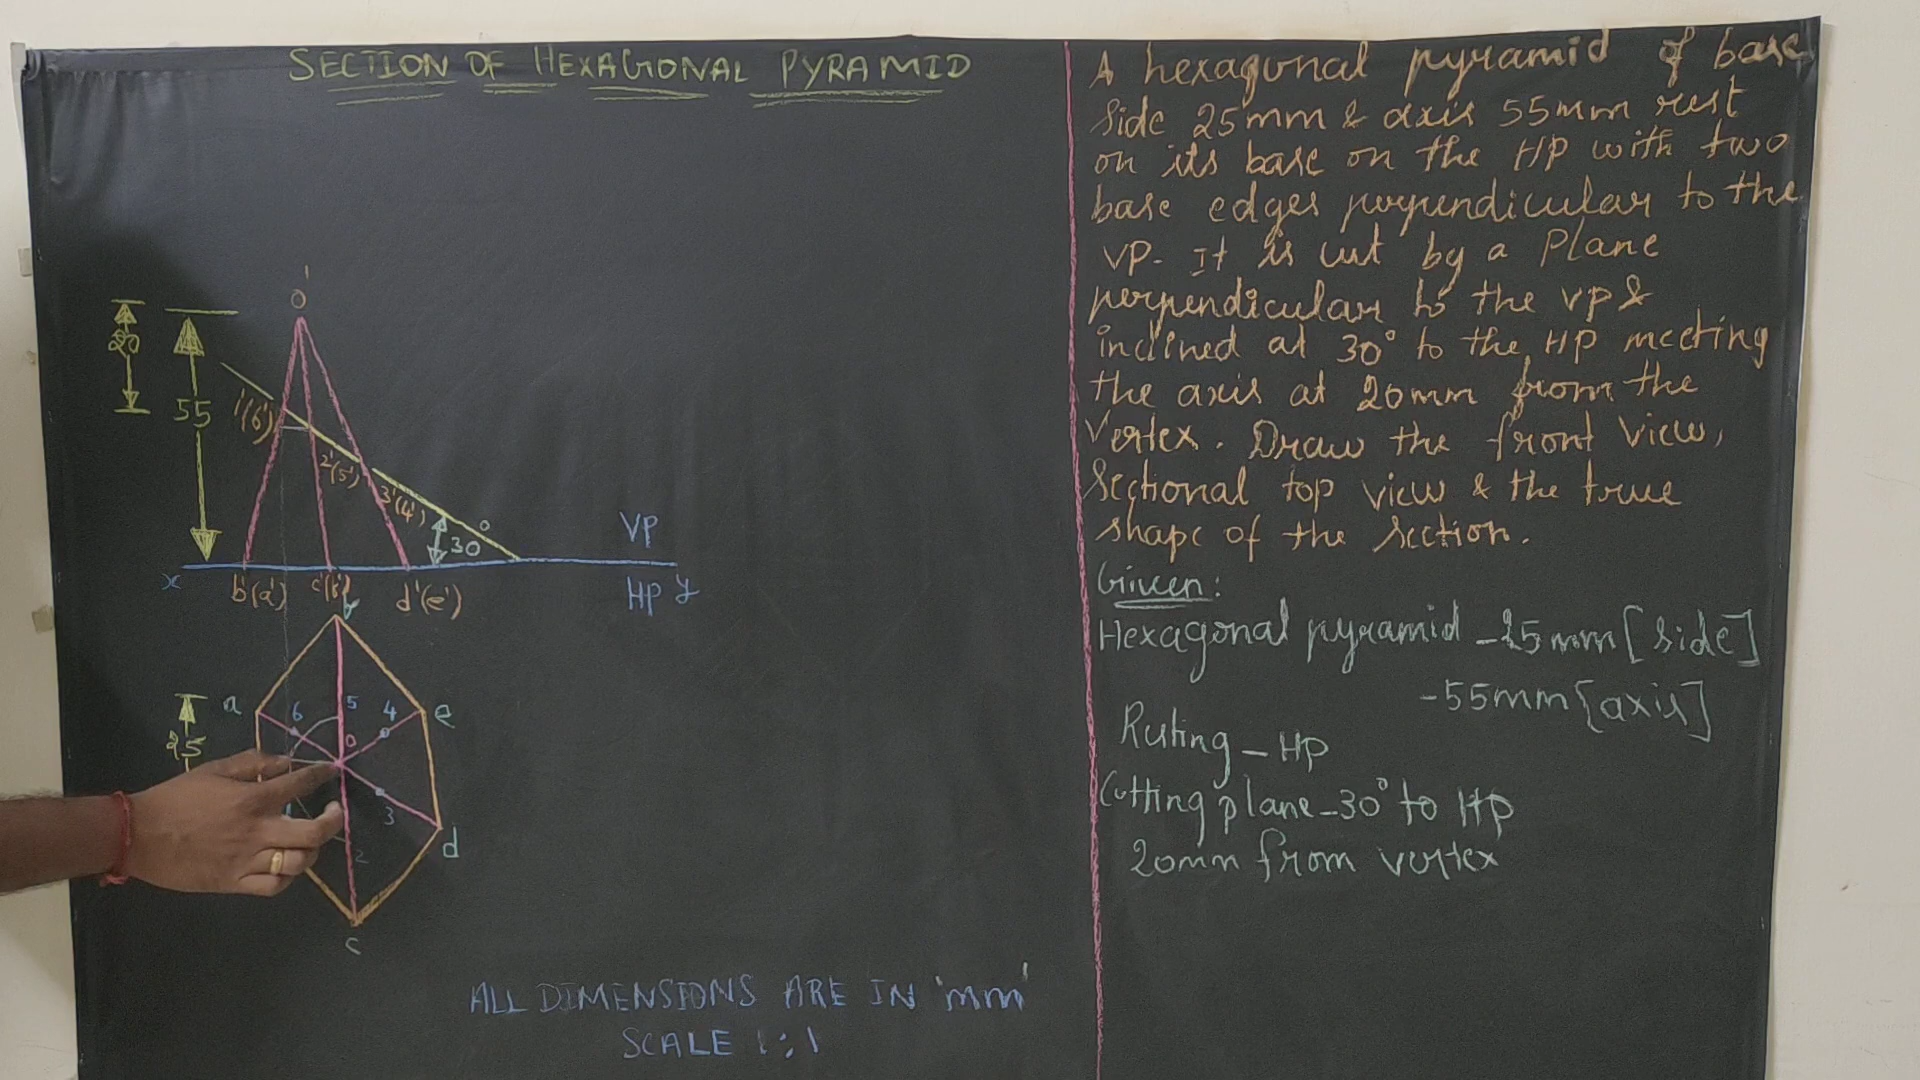 SECTION OF HEXAGONAL PYRAMID
o'
20
55
1'(6')
2'(5')
3'(4')
30°
VP
x
HP y
b'(a') c'(f') d'(e')
f
a 6 5 4 e
o
25
3
d
2
c
ALL DIMENSIONS ARE IN 'mm'
SCALE 1:1
A hexagonal pyramid of base
side 25mm & axis 55mm rest
on its base on the HP with two
base edges perpendicular to the
VP. It is cut by a Plane
perpendicular to the VP &
inclined at 30° to the HP meeting
the axis at 20mm from the
Vertex. Draw the front view,
Sectional top view & the true
shape of the section.
Given:
Hexagonal pyramid - 25mm [side]
- 55mm [axis]
Resting - HP
Cutting plane - 30° to HP
20mm from vertex